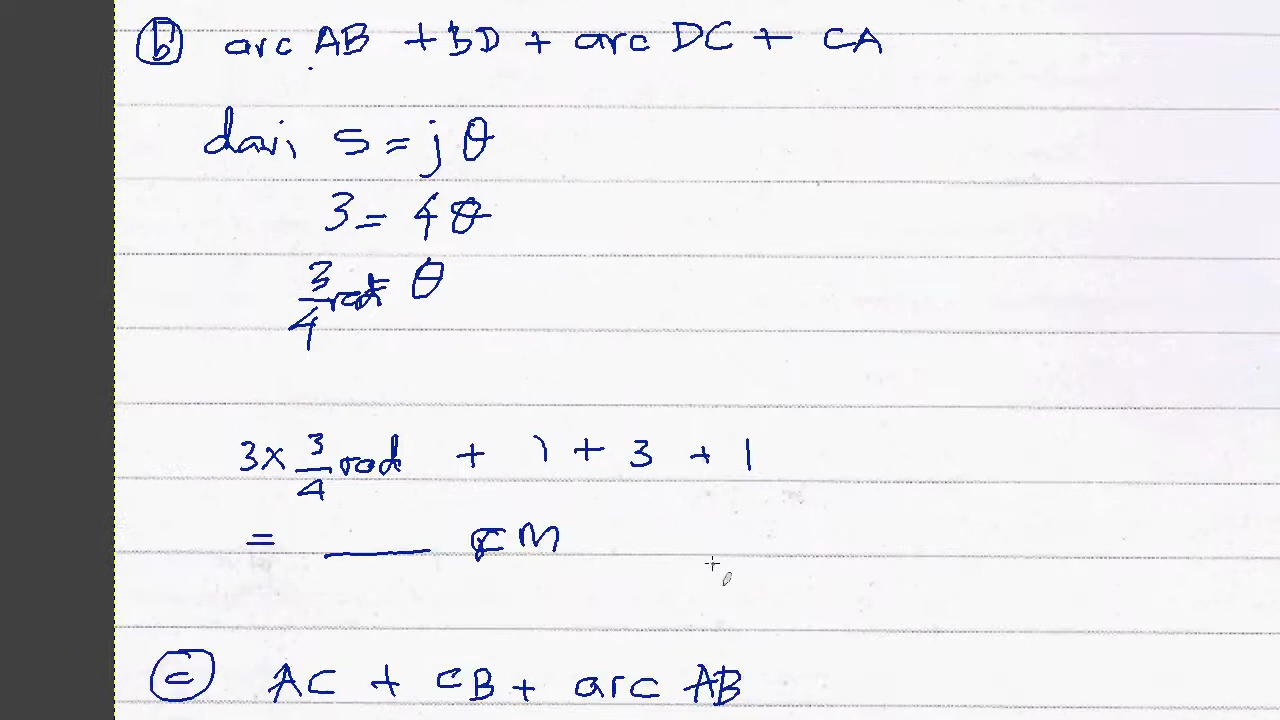 b arc AB + BD + arc DC + CA
dari s = jθ
3 = 4θ
3/4 rad = θ
3 x 3/4 rad + 1 + 3 + 1
= ____ cM
c AC + CB + arc AB